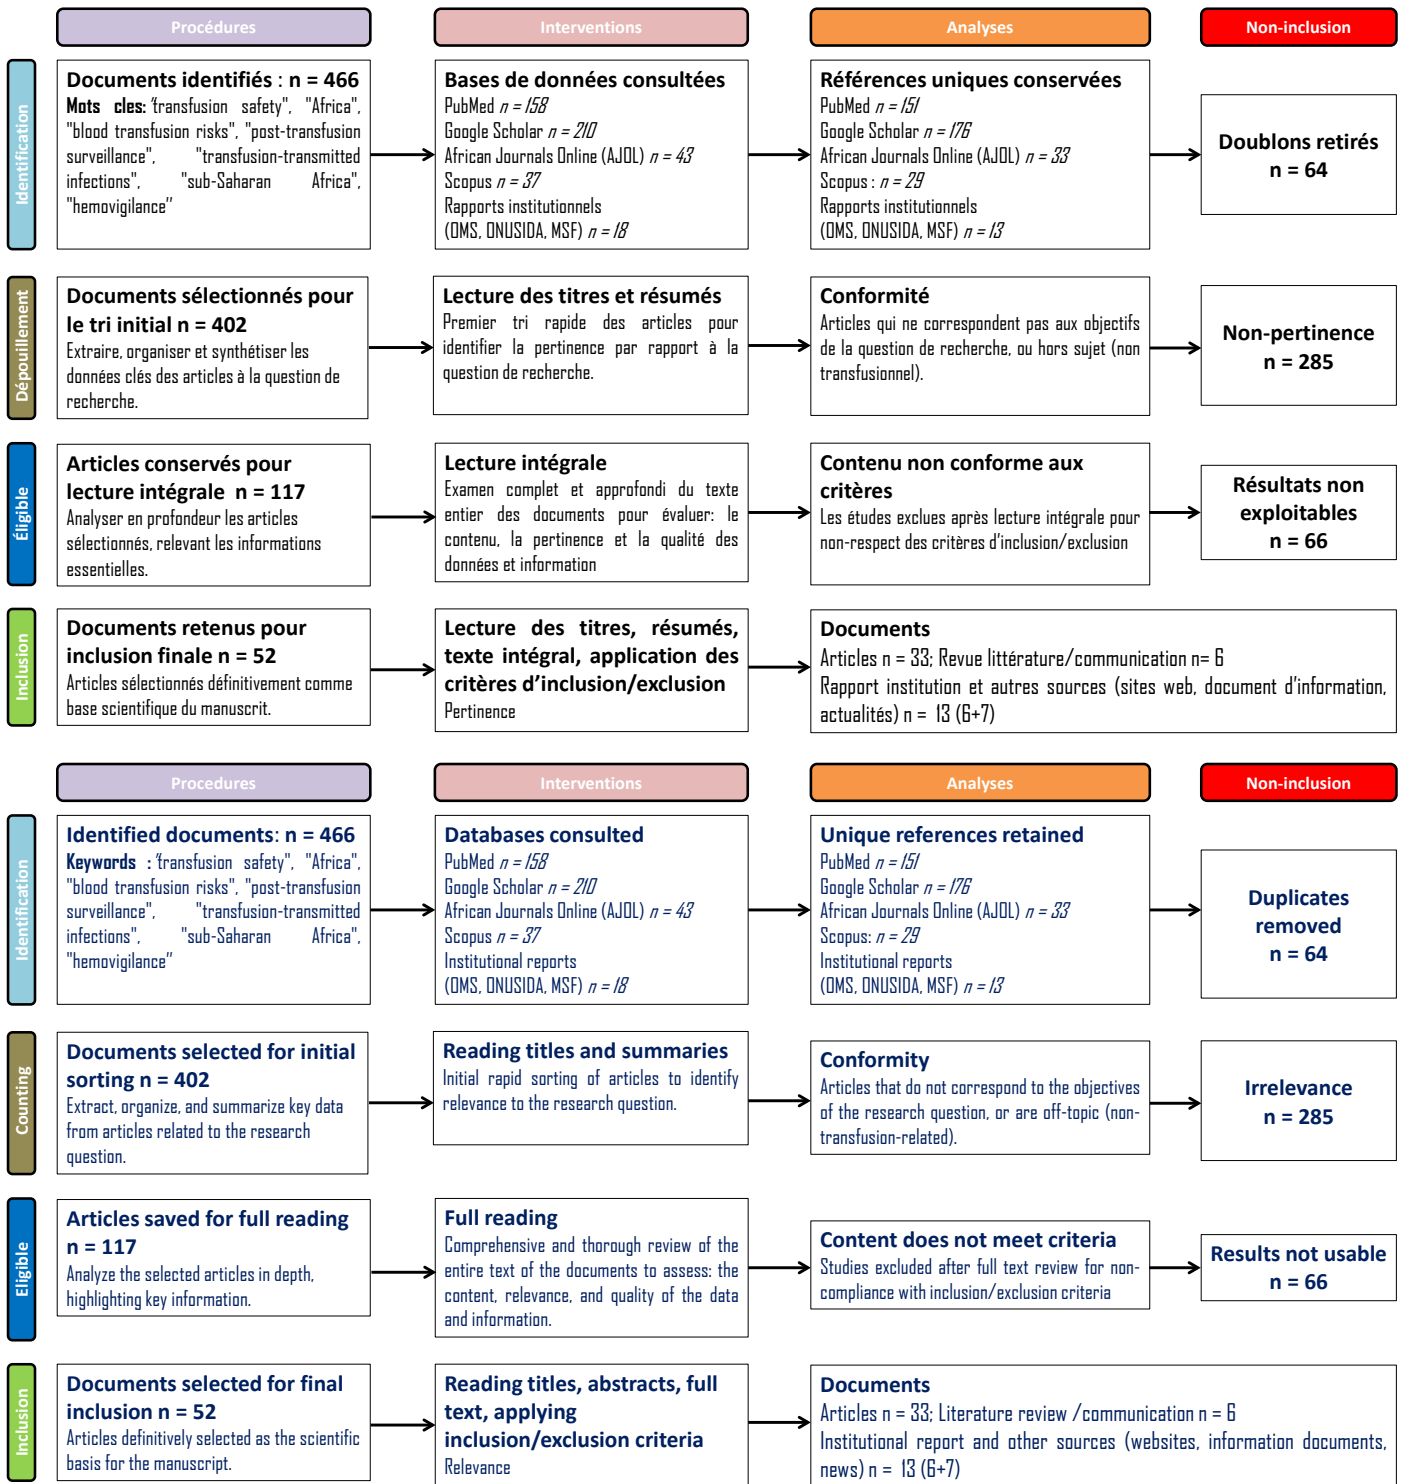 Procédures
Interventions
Analyses
Non-inclusion
Identification
Documents identifiés : n = 466
Mots cles: "transfusion safety", "Africa",
"blood transfusion risks", "post-transfusion
surveillance", "transfusion-transmitted
infections", "sub-Saharan Africa",
"hemovigilance"
Bases de données consultées
PubMed n = 158
Google Scholar n = 210
African Journals Online (AJOL) n = 43
Scopus n = 37
Rapports institutionnels
(OMS, ONUSIDA, MSF) n = 18
Références uniques conservées
PubMed n = 151
Google Scholar n = 176
African Journals Online (AJOL) n = 33
Scopus : n = 29
Rapports institutionnels
(OMS, ONUSIDA, MSF) n = 13
Doublons retirés
n = 64
Dépouillement
Documents sélectionnés pour
le tri initial n = 402
Extraire, organiser et synthétiser les
données clés des articles à la question de
recherche.
Lecture des titres et résumés
Premier tri rapide des articles pour
identifier la pertinence par rapport à la
question de recherche.
Conformité
Articles qui ne correspondent pas aux objectifs
de la question de recherche, ou hors sujet (non
transfusionnel).
Non-pertinence
n = 285
Éligible
Articles conservés pour
lecture intégrale n = 117
Analyser en profondeur les articles
sélectionnés, relevant les informations
essentielles.
Lecture intégrale
Examen complet et approfondi du texte
entier des documents pour évaluer: le
contenu, la pertinence et la qualité des
données et information
Contenu non conforme aux
critères
Les études exclues après lecture intégrale pour
non-respect des critères d'inclusion/exclusion
Résultats non
exploitables
n = 66
Inclusion
Documents retenus pour
inclusion finale n = 52
Articles sélectionnés définitivement comme
base scientifique du manuscrit.
Lecture des titres, résumés,
texte intégral, application des
critères d'inclusion/exclusion
Pertinence
Documents
Articles n = 33; Revue littérature/communication n= 6
Rapport institution et autres sources (sites web, document d'information,
actualités) n = 13 (6+7)
Procedures
Interventions
Analyses
Non-inclusion
Identification
Identified documents: n = 466
Keywords : "transfusion safety", "Africa",
"blood transfusion risks", "post-transfusion
surveillance", "transfusion-transmitted
infections", "sub-Saharan Africa",
"hemovigilance"
Databases consulted
PubMed n = 158
Google Scholar n = 210
African Journals Online (AJOL) n = 43
Scopus n = 37
Institutional reports
(OMS, ONUSIDA, MSF) n = 18
Unique references retained
PubMed n = 151
Google Scholar n = 176
African Journals Online (AJOL) n = 33
Scopus: n = 29
Institutional reports
(OMS, ONUSIDA, MSF) n = 13
Duplicates
removed
n = 64
Counting
Documents selected for initial
sorting n = 402
Extract, organize, and summarize key data
from articles related to the research
question.
Reading titles and summaries
Initial rapid sorting of articles to identify
relevance to the research question.
Conformity
Articles that do not correspond to the objectives
of the research question, or are off-topic (non-
transfusion-related).
Irrelevance
n = 285
Eligible
Articles saved for full reading
n = 117
Analyze the selected articles in depth,
highlighting key information.
Full reading
Comprehensive and thorough review of the
entire text of the documents to assess: the
content, relevance, and quality of the data
and information.
Content does not meet criteria
Studies excluded after full text review for non-
compliance with inclusion/exclusion criteria
Results not usable
n = 66
Inclusion
Documents selected for final
inclusion n = 52
Articles definitively selected as the scientific
basis for the manuscript.
Reading titles, abstracts, full
text, applying
inclusion/exclusion criteria
Relevance
Documents
Articles n = 33; Literature review /communication n = 6
Institutional report and other sources (websites, information documents,
news) n = 13 (6+7)